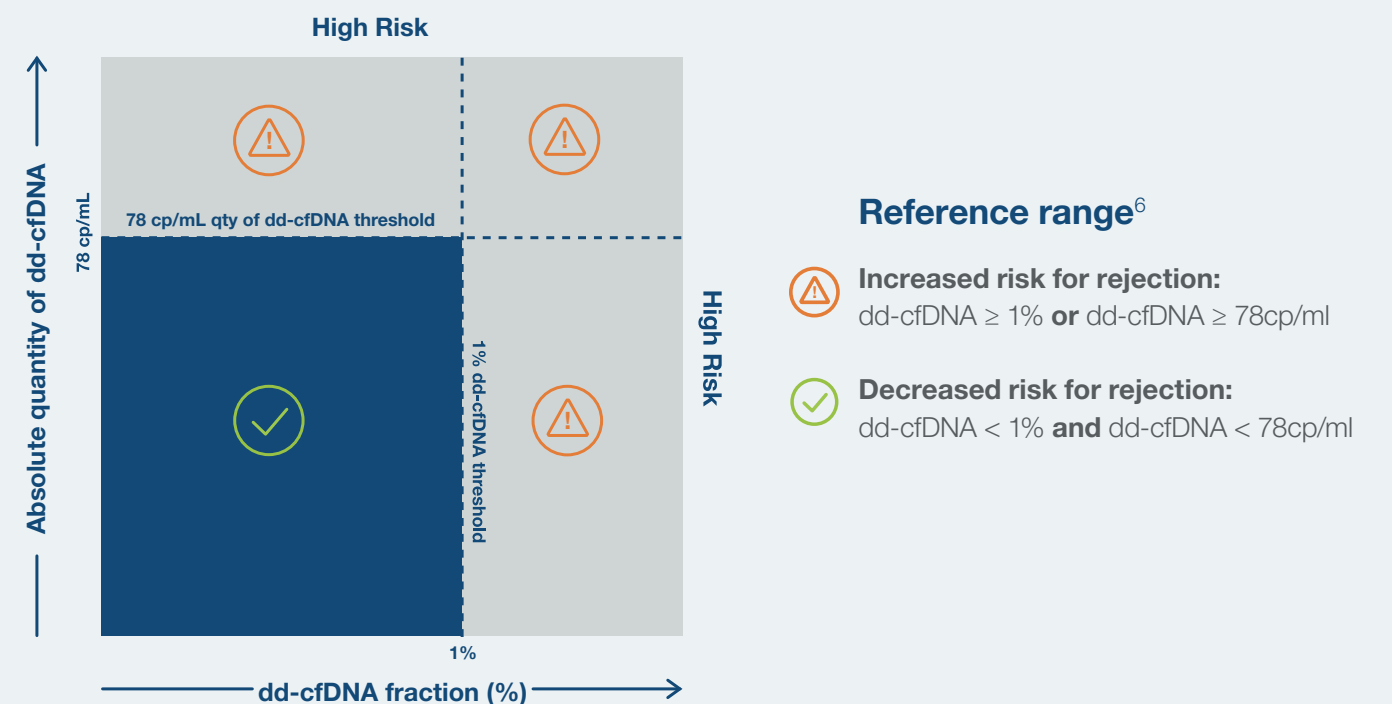 High Risk
Absolute quantity of dd-cfDNA
78 cp/mL
78 cp/mL qty of dd-cfDNA threshold
1% dd-cfDNA threshold
High Risk
1%
dd-cfDNA fraction (%)
Reference range⁶
Increased risk for rejection:
dd-cfDNA ≥ 1% or dd-cfDNA ≥ 78cp/ml
Decreased risk for rejection:
dd-cfDNA < 1% and dd-cfDNA < 78cp/ml